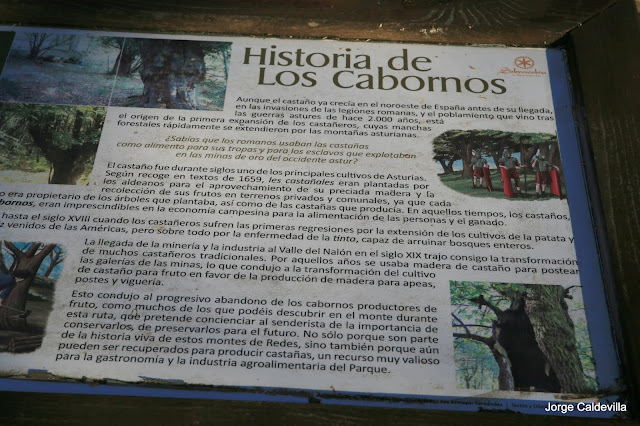 Historia de
Los Cabornos
Sobrescobio
Aunque el castaño ya crecía en el noroeste de España antes de su llegada,
en las invasiones de las legiones romanas, y el poblamiento que vino tras
las guerras astures de hace 2.000 años, está
el origen de la primera expansión de los castañeros, cuyas manchas
forestales rápidamente se extendieron por las montañas asturianas.
¿Sabías que los romanos usaban las castañas
como alimento para sus tropas y para los esclavos que explotaban
en las minas de oro del occidente astur?
El castaño fue durante siglos uno de los principales cultivos de Asturias.
Según recoge en textos de 1659, les castañales eran plantadas por
los aldeanos para el aprovechamiento de su preciada madera y la
recolección de sus frutos en terrenos privados y comunales, ya que cada
o era propietario de los árboles que plantaba, así como de las castañas que producía. En aquellos tiempos, los castaños,
bornos, eran imprescindibles en la economía campesina para la alimentación de las personas y el ganado.
hasta el siglo XVIII cuando los castañeros sufren las primeras regresiones por la extensión de los cultivos de la patata y
z venidos de las Américas, pero sobre todo por la enfermedad de la tinta, capaz de arruinar bosques enteros.
La llegada de la minería y la industria al Valle del Nalón en el siglo XIX trajo consigo la transformación
de muchos castañeros tradicionales. Por aquellos años se usaba madera de castaño para postear
las galerías de las minas, lo que condujo a la transformación del cultivo
de castaño para fruto en favor de la producción de madera para apeas,
postes y viguería.
Esto condujo al progresivo abandono de los cabornos productores de
fruto, como muchos de los que podéis descubrir en el monte durante
esta ruta, que pretende concienciar al senderista de la importancia de
conservarlos, de preservarlos para el futuro. No sólo porque son parte
de la historia viva de estos montes de Redes, sino también porque aún
pueden ser recuperados para producir castañas, un recurso muy valioso
para la gastronomía y la industria agroalimentaria del Parque.
Jorge Caldevilla